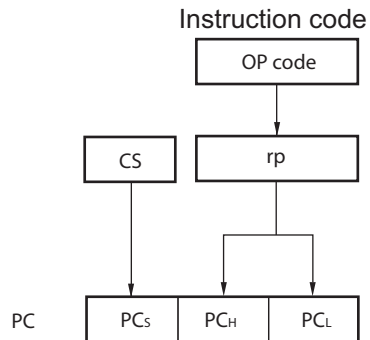 Instruction code
OP code
CS
rp
PC
PCS
PCH
PCL